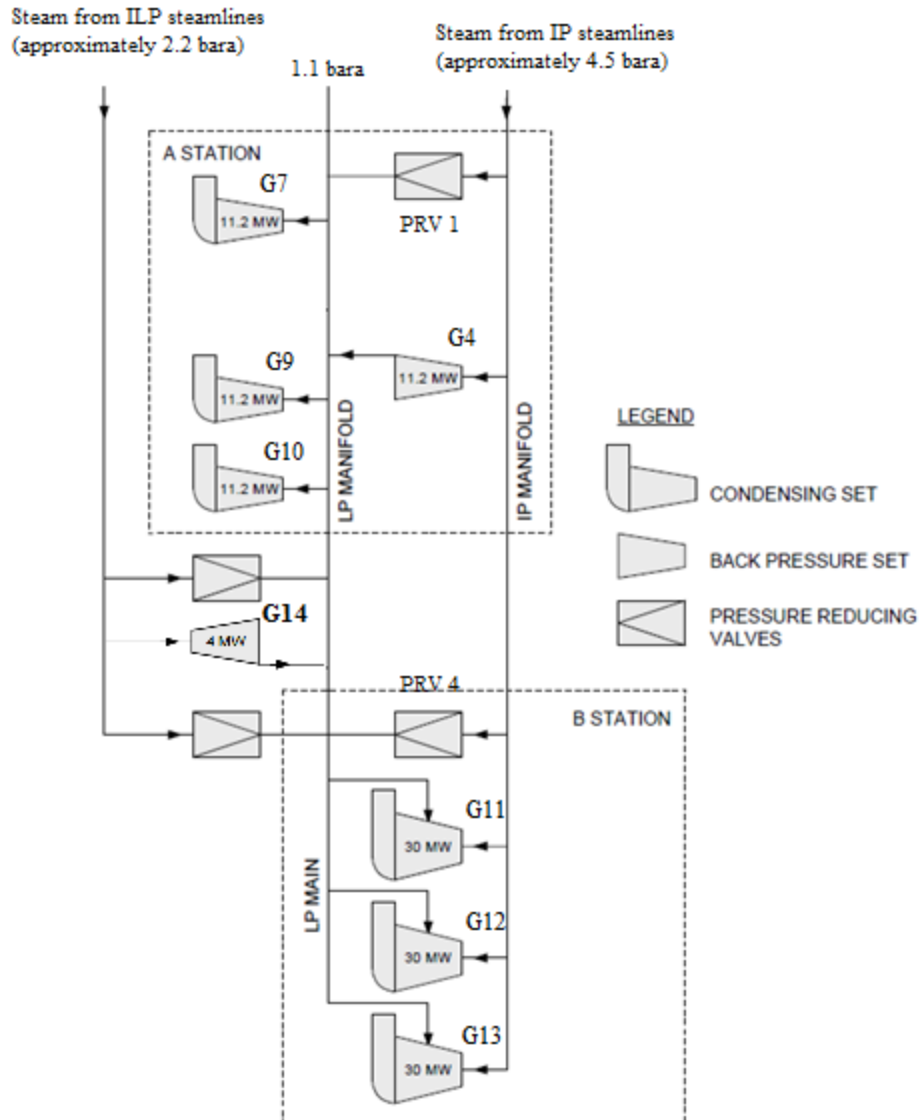 Steam from ILP steamlines
(approximately 2.2 bara)
Steam from IP steamlines
(approximately 4.5 bara)
1.1 bara
A STATION
G7
11.2 MW
PRV 1
G4
11.2 MW
G9
11.2 MW
G10
11.2 MW
LP MANIFOLD
IP MANIFOLD
LEGEND
CONDENSING SET
BACK PRESSURE SET
PRESSURE REDUCING
VALVES
G14
4 MW
PRV 4
B STATION
G11
30 MW
LP MAIN
G12
30 MW
G13
30 MW